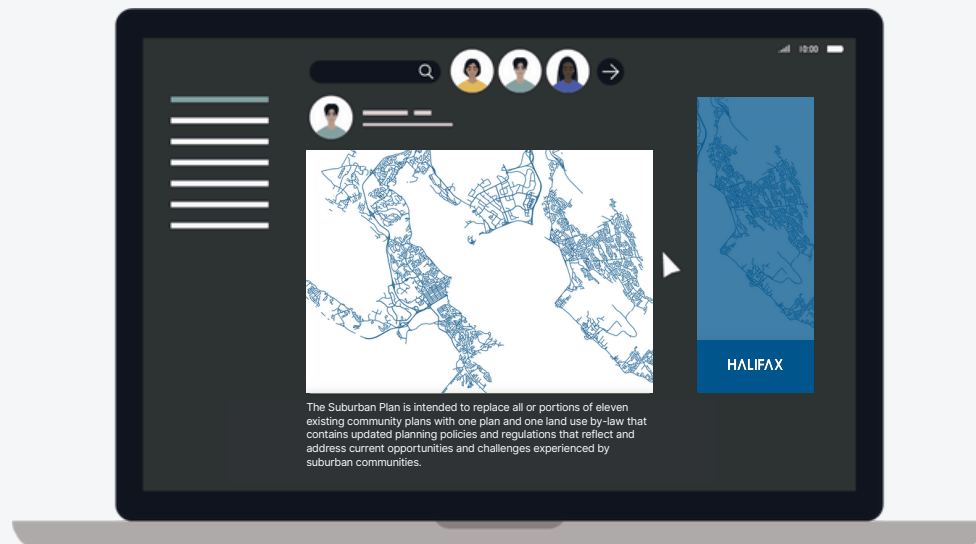 10:00
HALIFAX
The Suburban Plan is intended to replace all or portions of eleven
existing community plans with one plan and one land use by-law that
contains updated planning policies and regulations that reflect and
address current opportunities and challenges experienced by
suburban communities.